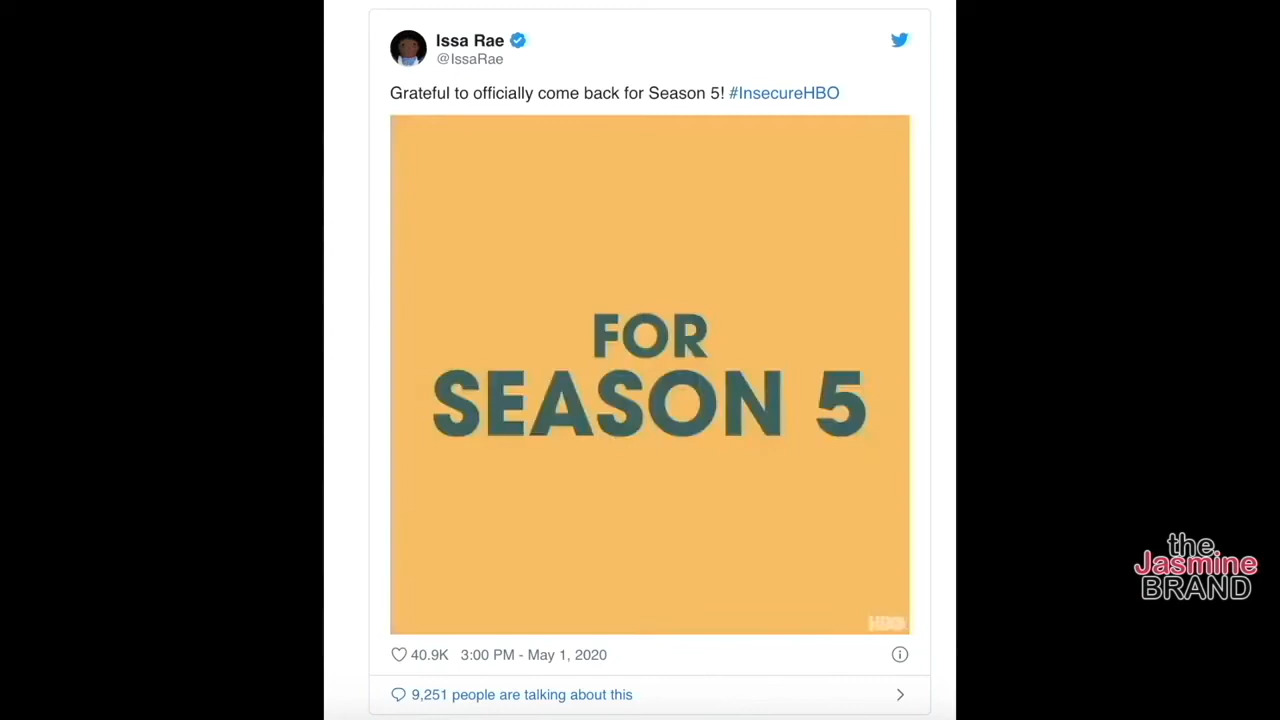 Issa Rae
@IssaRae
Grateful to officially come back for Season 5! #InsecureHBO
FOR
SEASON 5
HBO
40.9K 3:00 PM - May 1, 2020
9,251 people are talking about this
the
Jasmine
BRAND